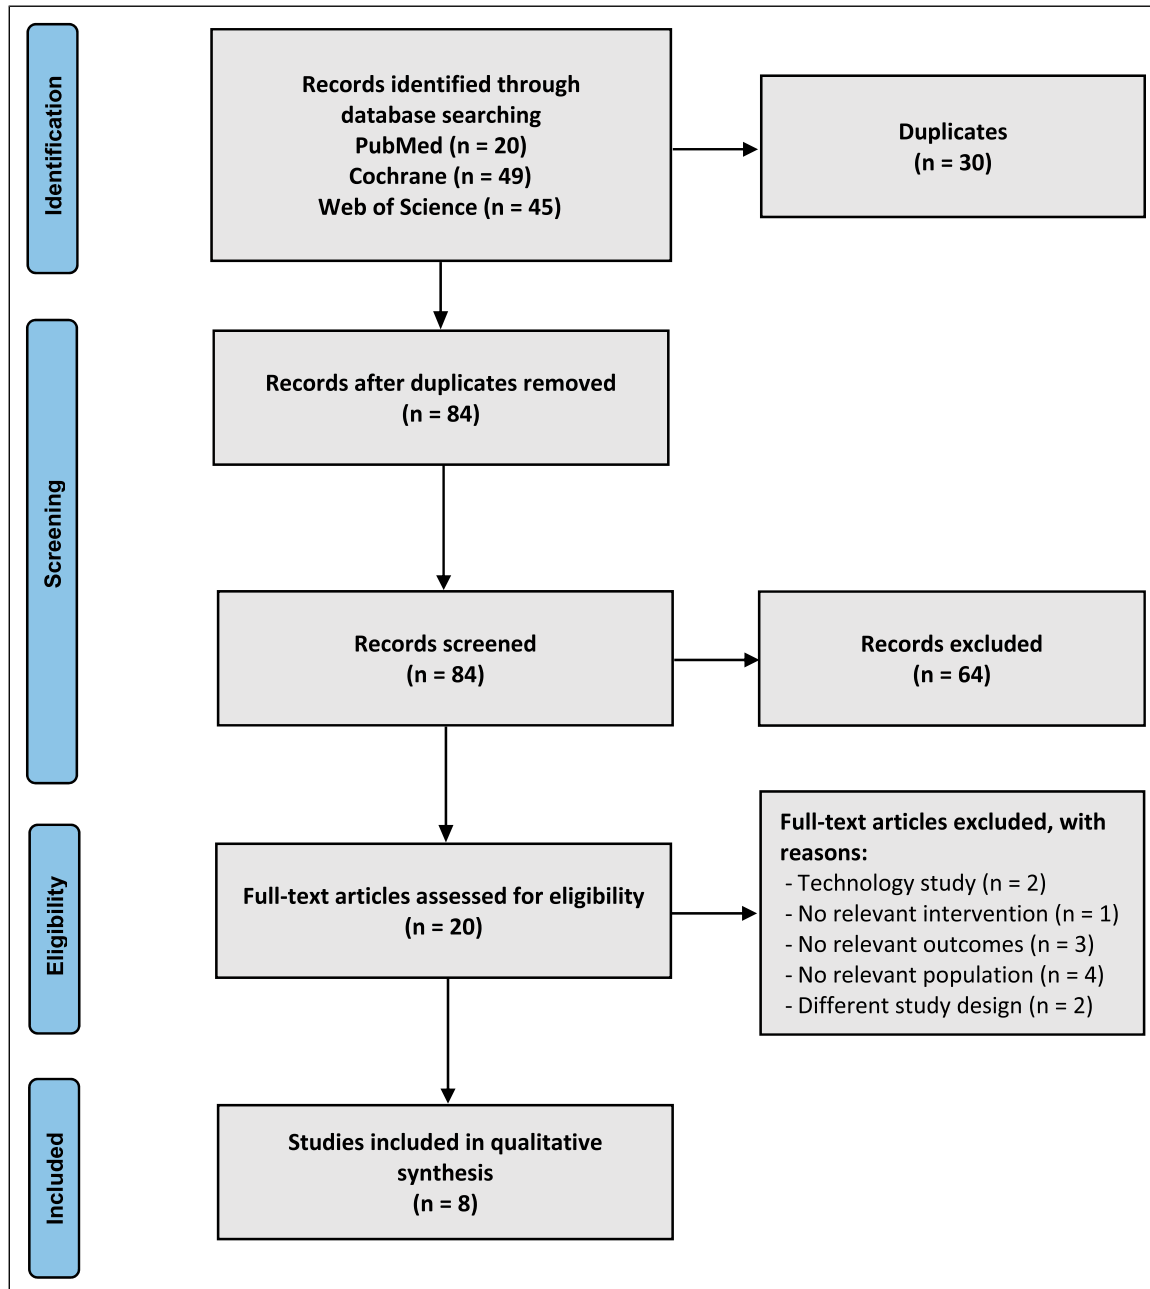 Identification
Records identified through
database searching
PubMed (n = 20)
Cochrane (n = 49)
Web of Science (n = 45)
Duplicates
(n = 30)
Screening
Records after duplicates removed
(n = 84)
Records screened
(n = 84)
Records excluded
(n = 64)
Eligibility
Full-text articles assessed for eligibility
(n = 20)
Full-text articles excluded, with
reasons:
- Technology study (n = 2)
- No relevant intervention (n = 1)
- No relevant outcomes (n = 3)
- No relevant population (n = 4)
- Different study design (n = 2)
Included
Studies included in qualitative
synthesis
(n = 8)